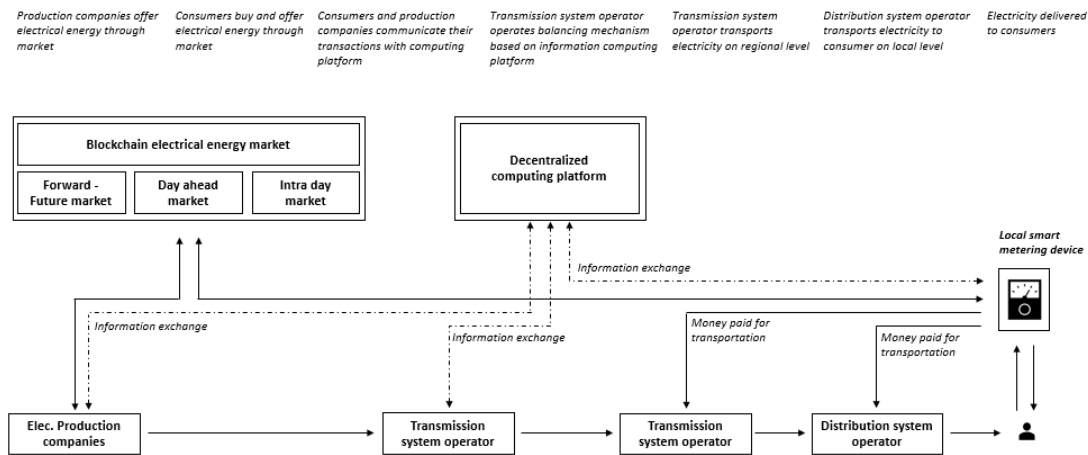 Production companies offer
electrical energy through
market
Consumers buy and offer
electrical energy through
market
Consumers and production
companies communicate their
transactions with computing
platform
Transmission system operator
operates balancing mechanism
based on information computing
platform
Transmission system
operator transports
electricity on regional level
Distribution system operator
transports electricity to
consumer on local level
Electricity delivered
to consumers
Blockchain electrical energy market
Forward -
Future market
Day ahead
market
Intra day
market
Decentralized
computing platform
Local smart
metering device
Information exchange
Information exchange
Information exchange
Money paid for
transportation
Money paid for
transportation
Elec. Production
companies
Transmission
system operator
Transmission
system operator
Distribution system
operator